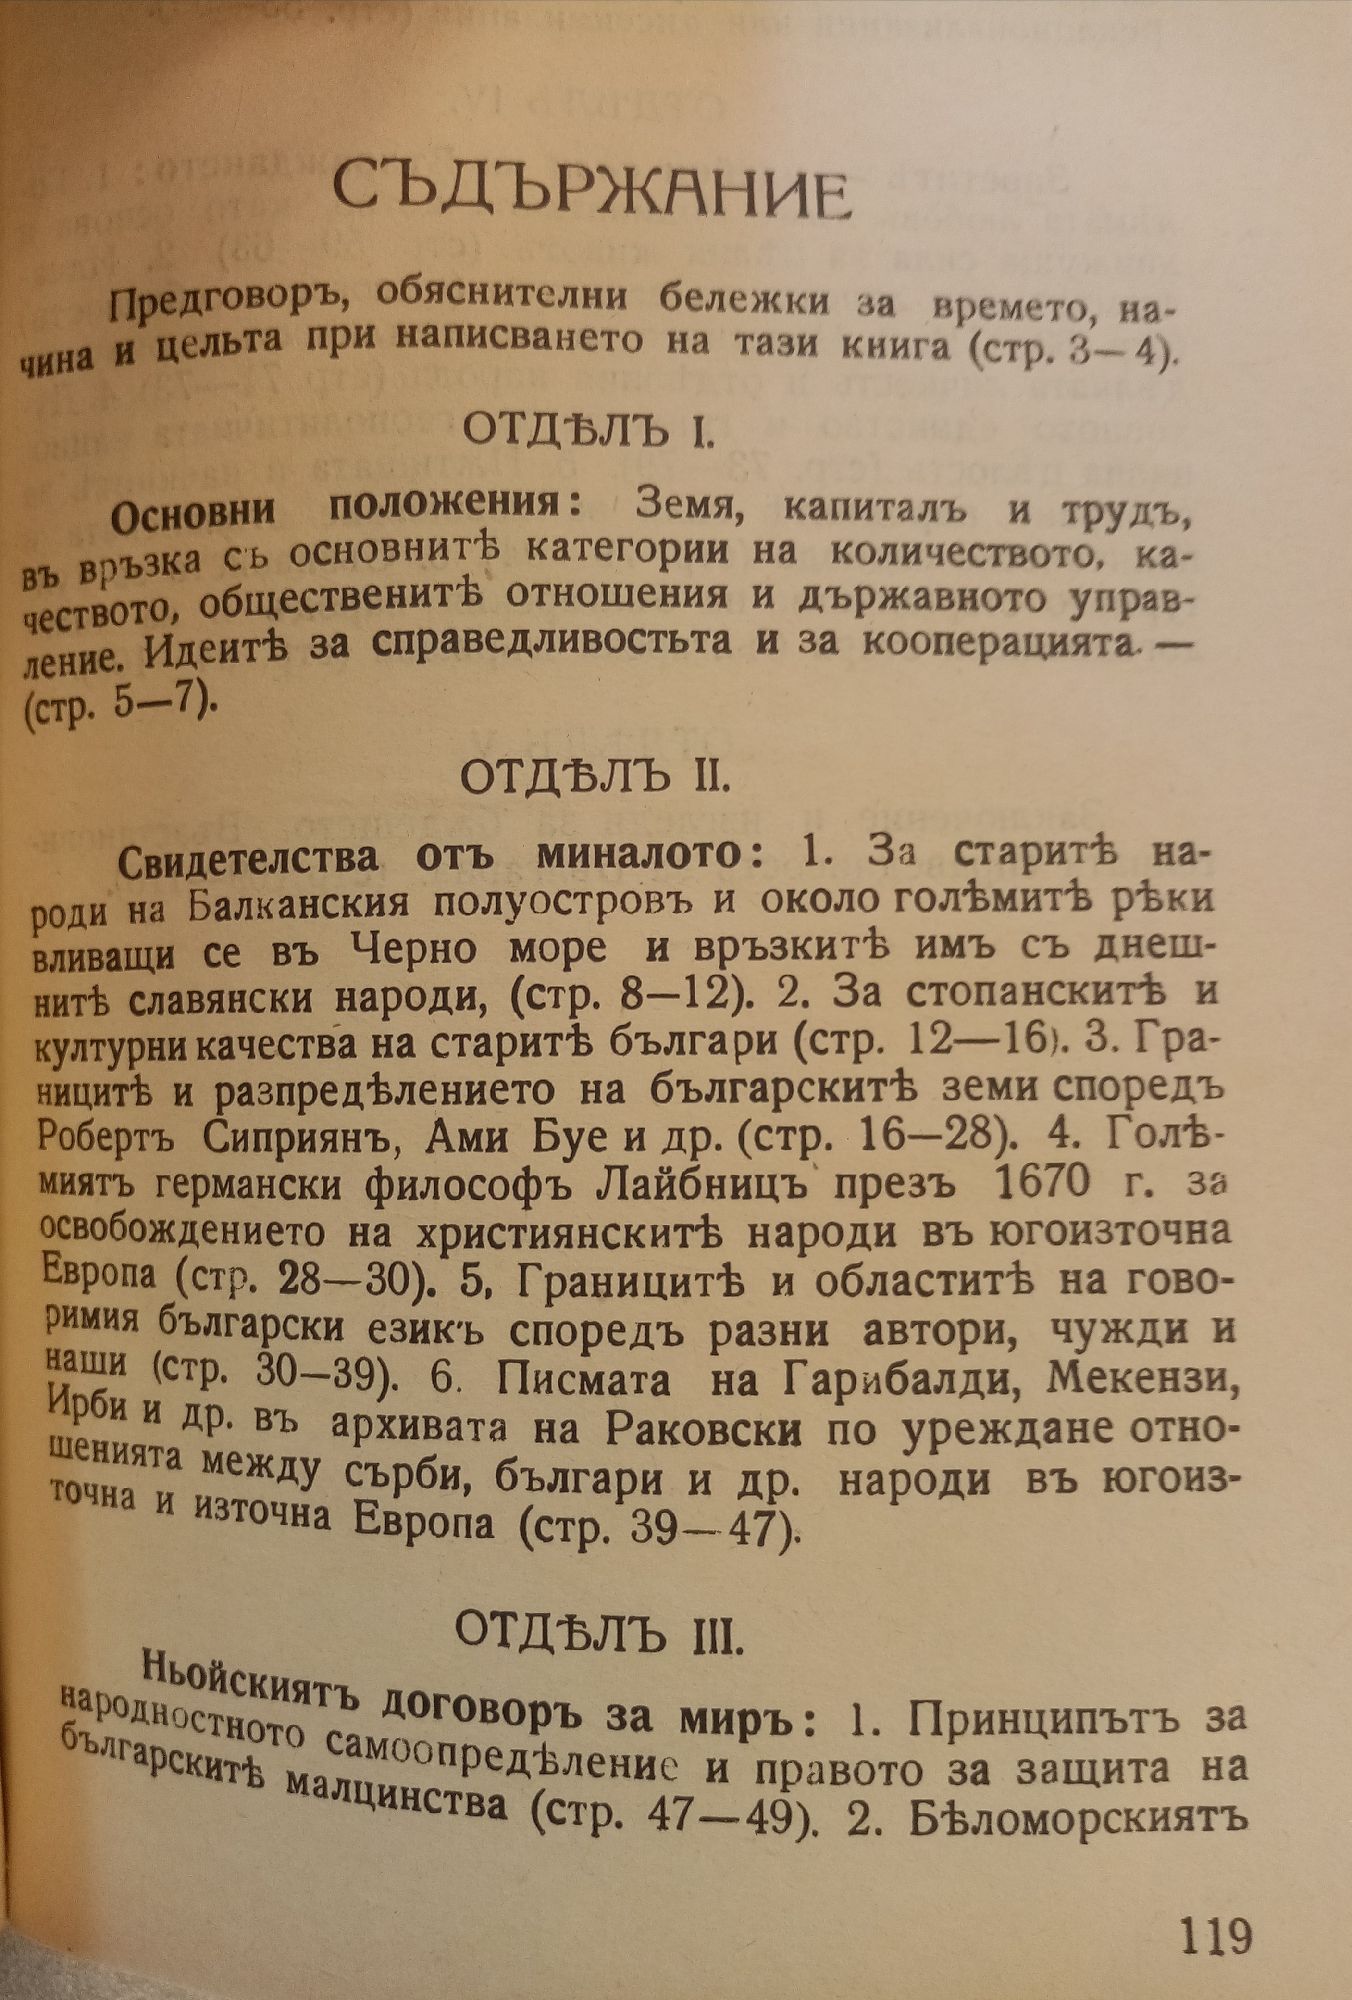 СЪДЪРЖАНИЕ
Предговоръ, обяснителни бележки за времето, на-
чина и цельта при написването на тази книга (стр. 3—4).
ОТДѢЛЪ I.
Основни положения: Земя, капиталъ и трудъ,
въ връзка съ основнитѣ категории на количеството, ка-
чеството, общественитѣ отношения и държавното управ-
ление. Идеитѣ за справедливостьта и за кооперацията. —
(стр. 5—7).
ОТДѢЛЪ II.
Свидетелства отъ миналото: 1. За старитѣ на-
роди на Балканския полуостровъ и около голѣмитѣ рѣки
вливащи се въ Черно море и връзкитѣ имъ съ днеш-
нитѣ славянски народи, (стр. 8—12). 2. За стопанскитѣ и
културни качества на старитѣ българи (стр. 12—16). 3. Гра-
ницитѣ и разпредѣлението на българскитѣ земи споредъ
Робертъ Сиприянъ, Ами Буе и др. (стр. 16—28). 4. Голѣ-
миятъ германски философъ Лайбницъ презъ 1670 г. за
освобождението на християнскитѣ народи въ югоизточна
Европа (стр. 28—30). 5. Границитѣ и областитѣ на гово-
римия български езикъ споредъ разни автори, чужди и
наши (стр. 30—39). 6. Писмата на Гарибалди, Мекензи,
Ирби и др. въ архивата на Раковски по уреждане отно-
шенията между сърби, българи и др. народи въ югоиз-
точна и източна Европа (стр. 39—47).
ОТДѢЛЪ III.
Ньойскиятъ договоръ за миръ: 1. Принципътъ за
народностното самоопредѣление и правото за защита на
българскитѣ малцинства (стр. 47—49). 2. Бѣломорскиятъ
119